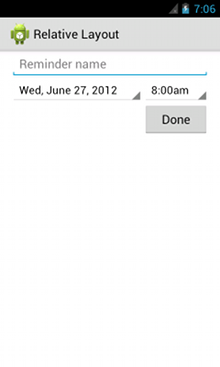 7:06
Relative Layout
Reminder name
Wed, June 27, 2012 8:00am
Done